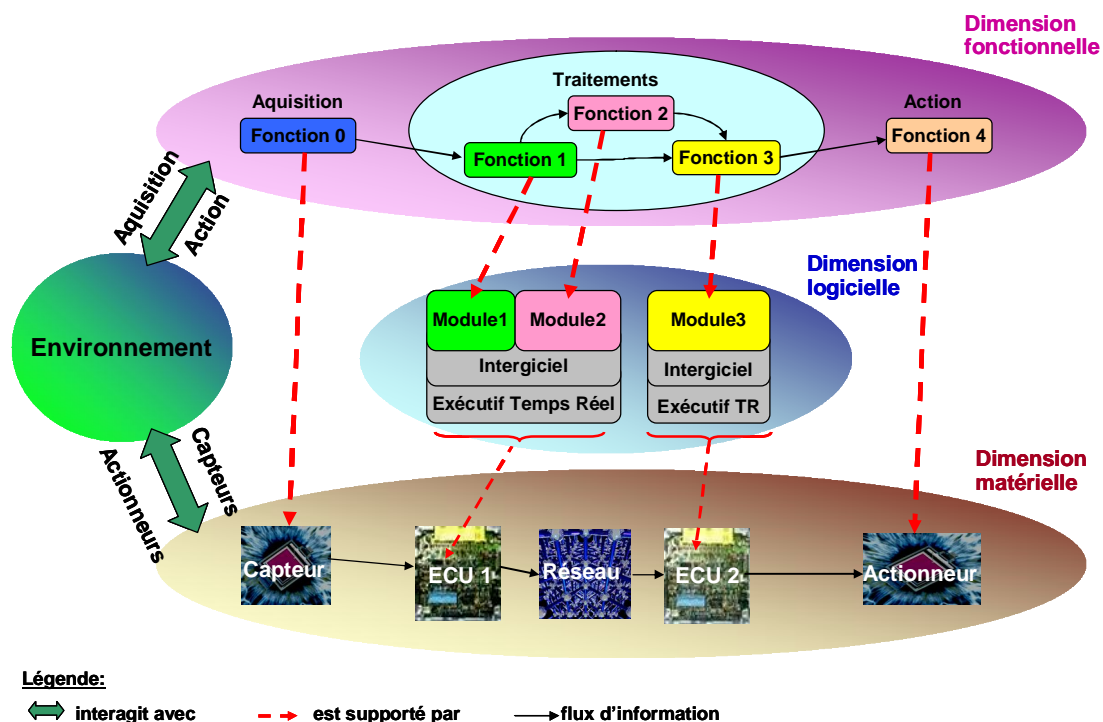 Dimension
fonctionnelle
Traitements
Aquisition
Action
Fonction 0
Fonction 2
Fonction 4
Fonction 1
Fonction 3
Aquisition
Action
Dimension
logicielle
Environnement
Module1
Module2
Module3
Intergiciel
Intergiciel
Exécutif Temps Réel
Exécutif TR
Capteurs
Actionneurs
Dimension
matérielle
Capteur
ECU 1
Réseau
ECU 2
Actionneur
Légende:
interagit avec
est supporté par
flux d'information